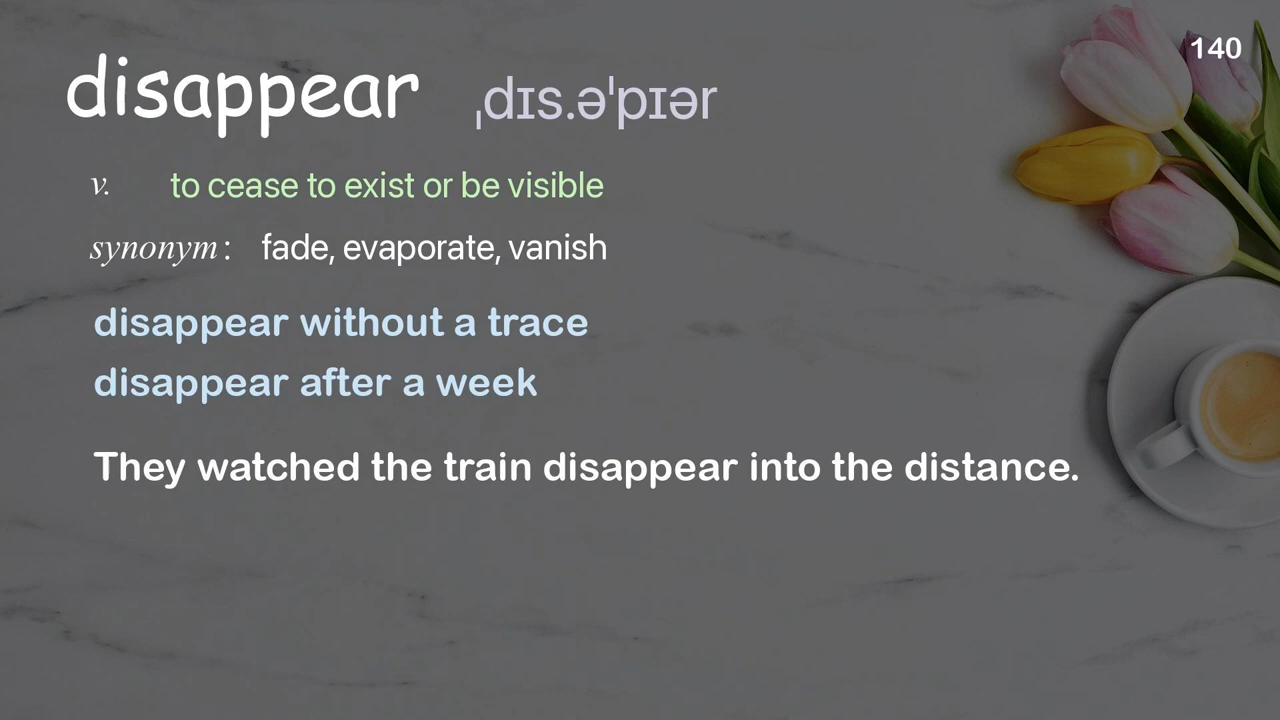 140
disappear ˌdɪs.əˈpɪər
v. to cease to exist or be visible
synonym: fade, evaporate, vanish
disappear without a trace
disappear after a week
They watched the train disappear into the distance.